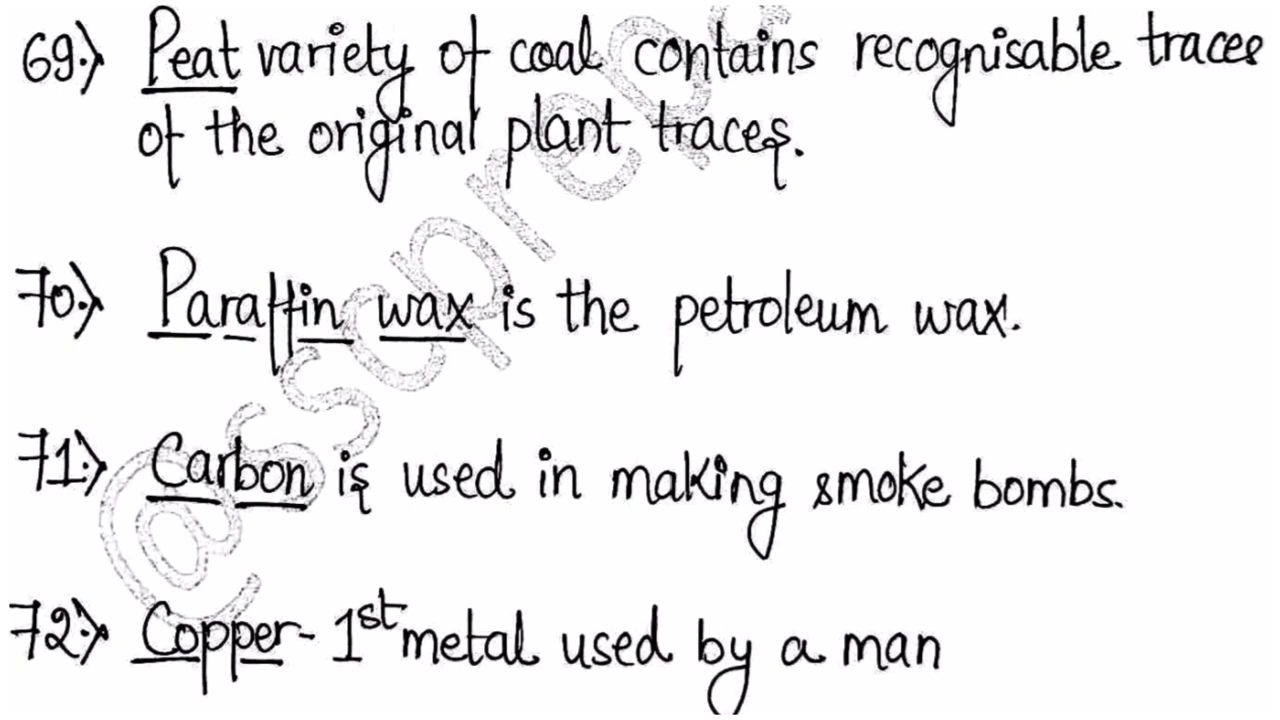 69.) Peat variety of coal contains recognisable traces
of the original plant traces.
70.) Paraffin wax is the petroleum wax.
71.) Carbon is used in making smoke bombs.
72.) Copper - 1st metal used by a man